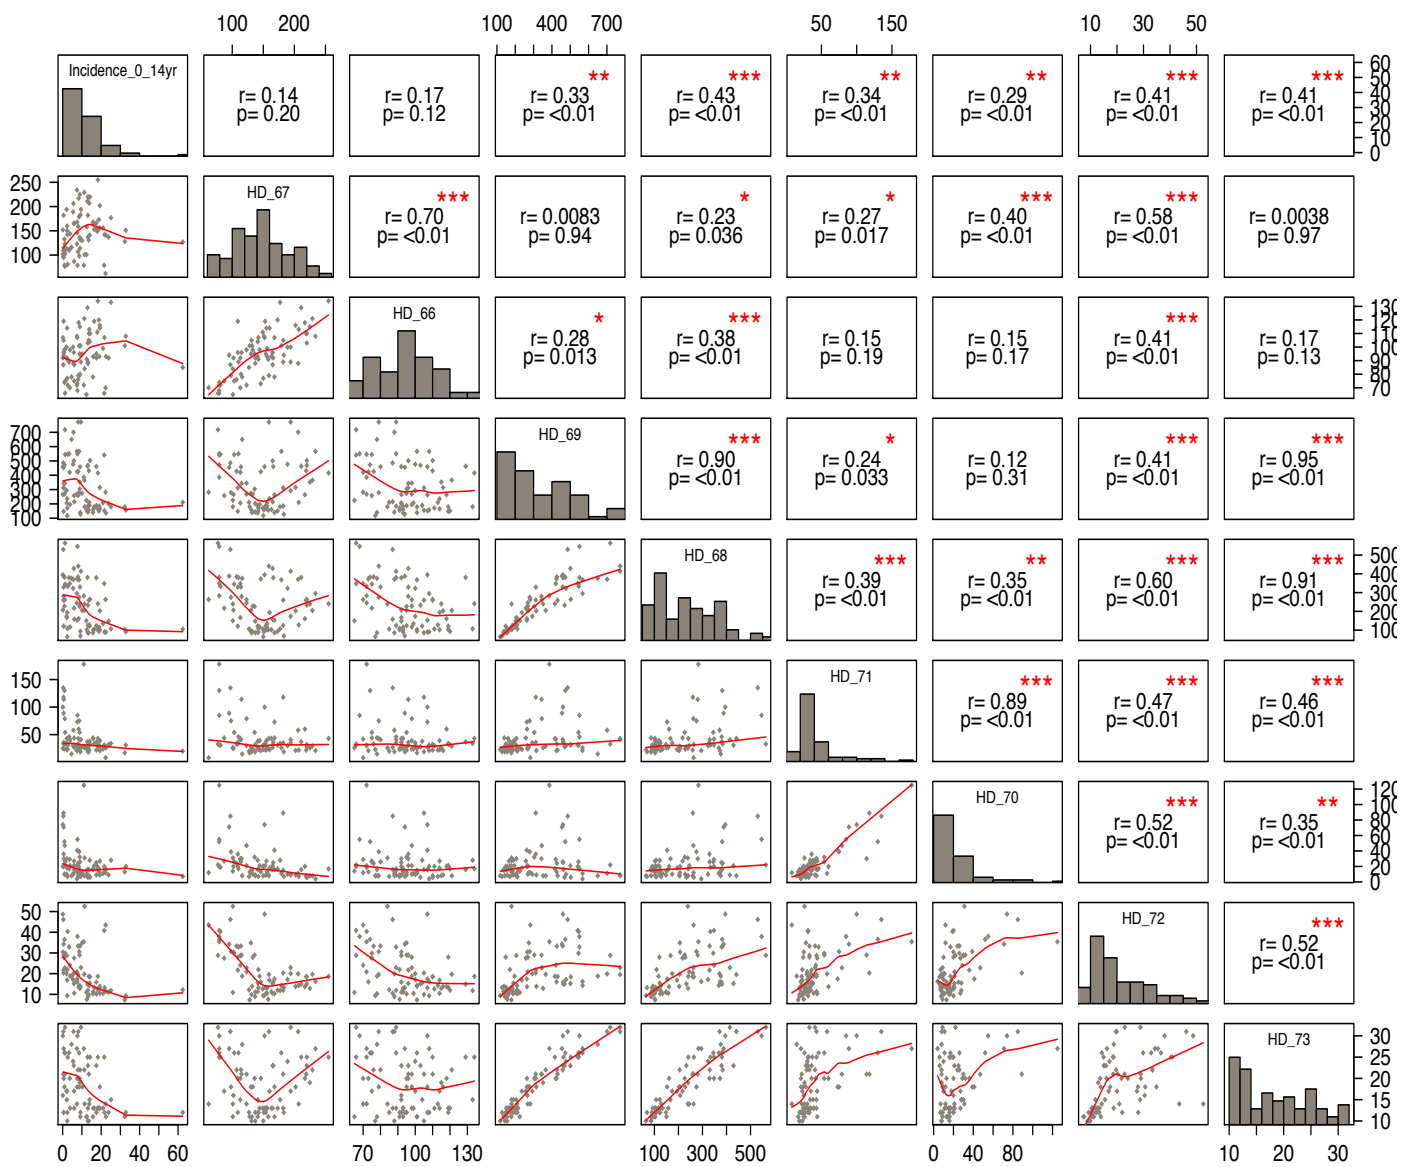 100 200 100 400 700 50 150 10 30 50
Incidence_0_14yr
** *** ** ** *** ***
r= 0.14 r= 0.17 r= 0.33 r= 0.43 r= 0.34 r= 0.29 r= 0.41 r= 0.41
p= 0.20 p= 0.12 p= <0.01 p= <0.01 p= <0.01 p= <0.01 p= <0.01 p= <0.01
60
50
40
30
20
10
0
250
200
150
100
HD_67
*** * * *** ***
r= 0.70 r= 0.0083 r= 0.23 r= 0.27 r= 0.40 r= 0.58 r= 0.0038
p= <0.01 p= 0.94 p= 0.036 p= 0.017 p= <0.01 p= <0.01 p= 0.97
HD_66
* *** ***
r= 0.28 r= 0.38 r= 0.15 r= 0.15 r= 0.41 r= 0.17
p= 0.013 p= <0.01 p= 0.19 p= 0.17 p= <0.01 p= 0.13
90
80
70
700
600
500
400
300
200
100
HD_69
*** * *** ***
r= 0.90 r= 0.24 r= 0.12 r= 0.41 r= 0.95
p= <0.01 p= 0.033 p= 0.31 p= <0.01 p= <0.01
HD_68
*** ** *** ***
r= 0.39 r= 0.35 r= 0.60 r= 0.91
p= <0.01 p= <0.01 p= <0.01 p= <0.01
150
50
HD_71
*** *** ***
r= 0.89 r= 0.47 r= 0.46
p= <0.01 p= <0.01 p= <0.01
HD_70
*** **
r= 0.52 r= 0.35
p= <0.01 p= <0.01
80
60
40
20
0
50
40
30
20
10
HD_72
***
r= 0.52
p= <0.01
HD_73
30
25
20
15
10
0 20 40 60 70 100 130 100 300 500 0 40 80 10 20 30